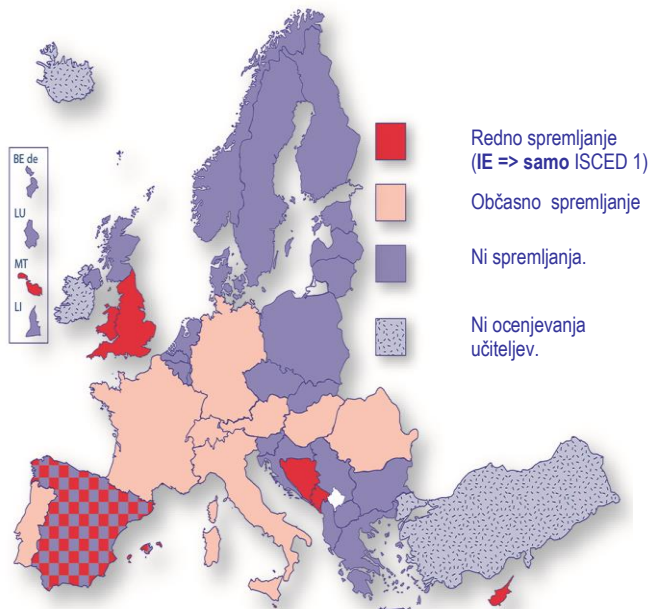 BE de
LU
MT
LI
Redno spremljanje
(IE => samo ISCED 1)
Občasno spremljanje
Ni spremljanja.
Ni ocenjevanja
učiteljev.